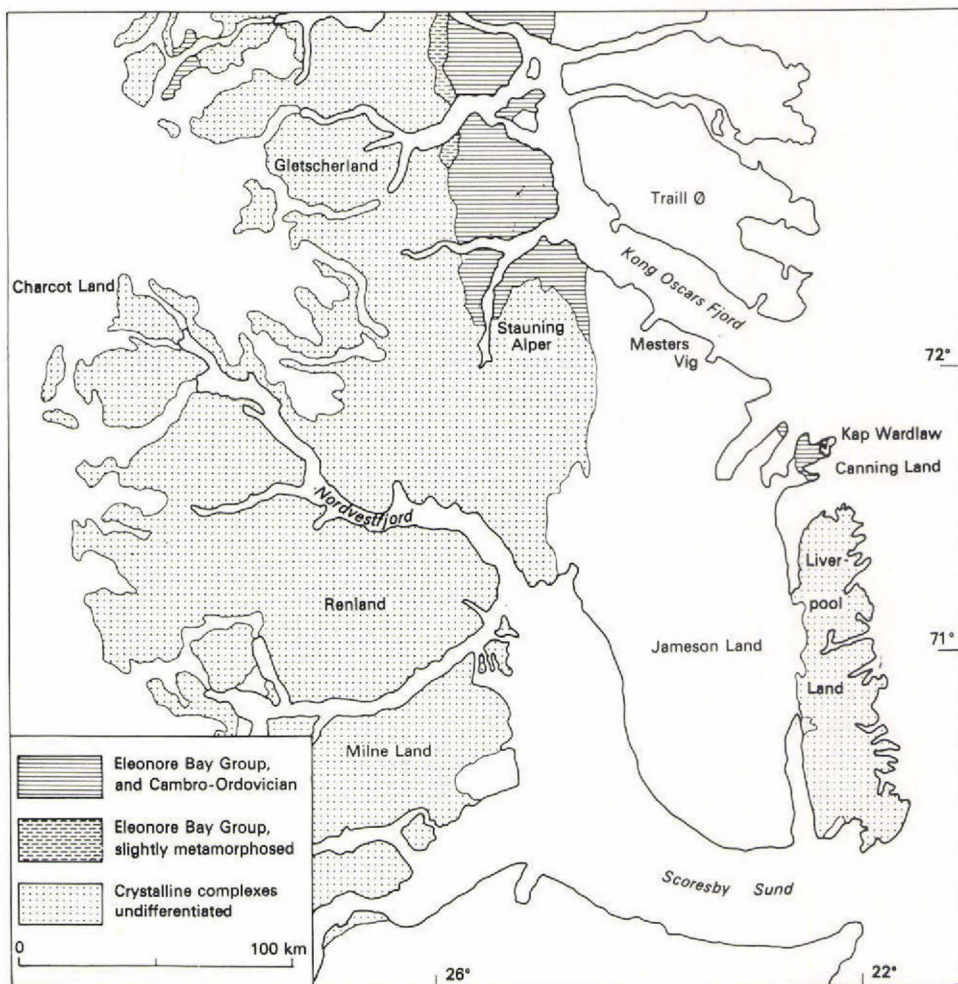 Gletscherland
Traill Ø
Kong Oscars Fjord
Charcot Land
Stauning
Alper
Mesters
Vig
72°
Kap Wardlaw
Canning Land
Nordvestfjord
Liver-
pool
Land
Renland
Jameson Land
71°
Milne Land
Eleonore Bay Group,
and Cambro-Ordovician
Eleonore Bay Group,
slightly metamorphosed
Crystalline complexes
undifferentiated
0 100 km
Scoresby Sund
26° 22°